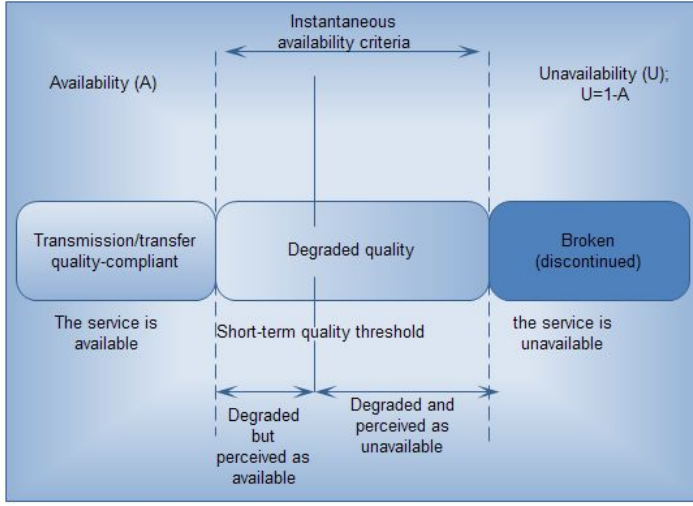 Instantaneous
availability criteria
Availability (A)
Unavailability (U);
U=1-A
Transmission/transfer
quality-compliant
Degraded quality
Broken
(discontinued)
The service is
available
Short-term quality threshold
the service is
unavailable
Degraded
but
perceived as
available
Degraded and
perceived as
unavailable